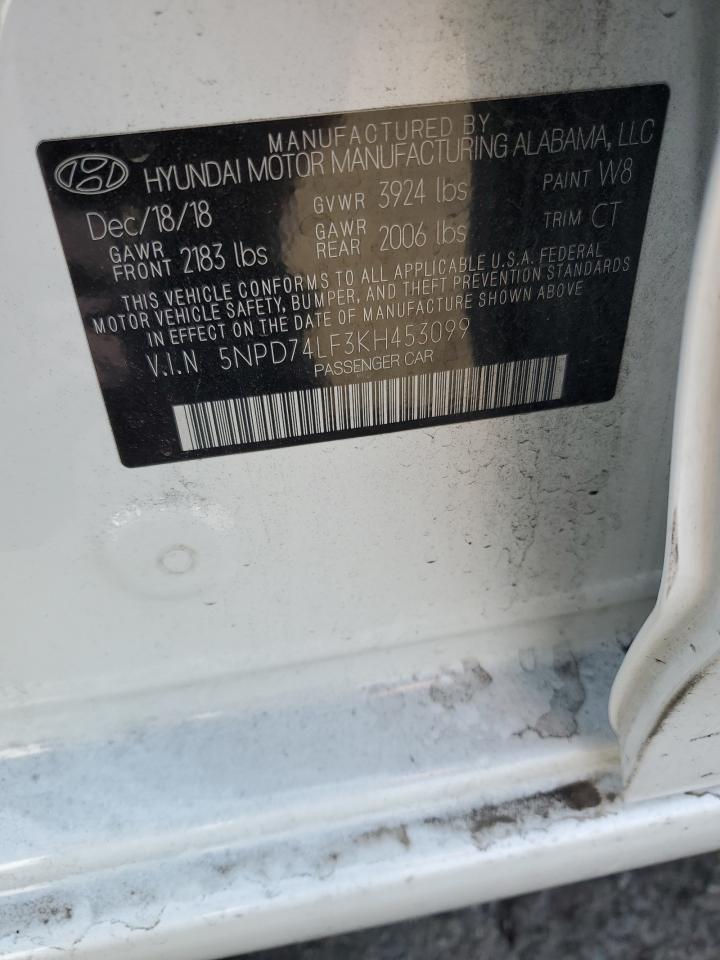 MANUFACTURED BY
HYUNDAI MOTOR MANUFACTURING ALABAMA, LLC
Dec/18/18 GVWR 3924 lbs PAINT W8
GAWR FRONT 2183 lbs GAWR REAR 2006 lbs TRIM CT
THIS VEHICLE CONFORMS TO ALL APPLICABLE U.S.A. FEDERAL
MOTOR VEHICLE SAFETY, BUMPER, AND THEFT PREVENTION STANDARDS
IN EFFECT ON THE DATE OF MANUFACTURE SHOWN ABOVE
V.I.N 5NPD74LF3KH453099
PASSENGER CAR